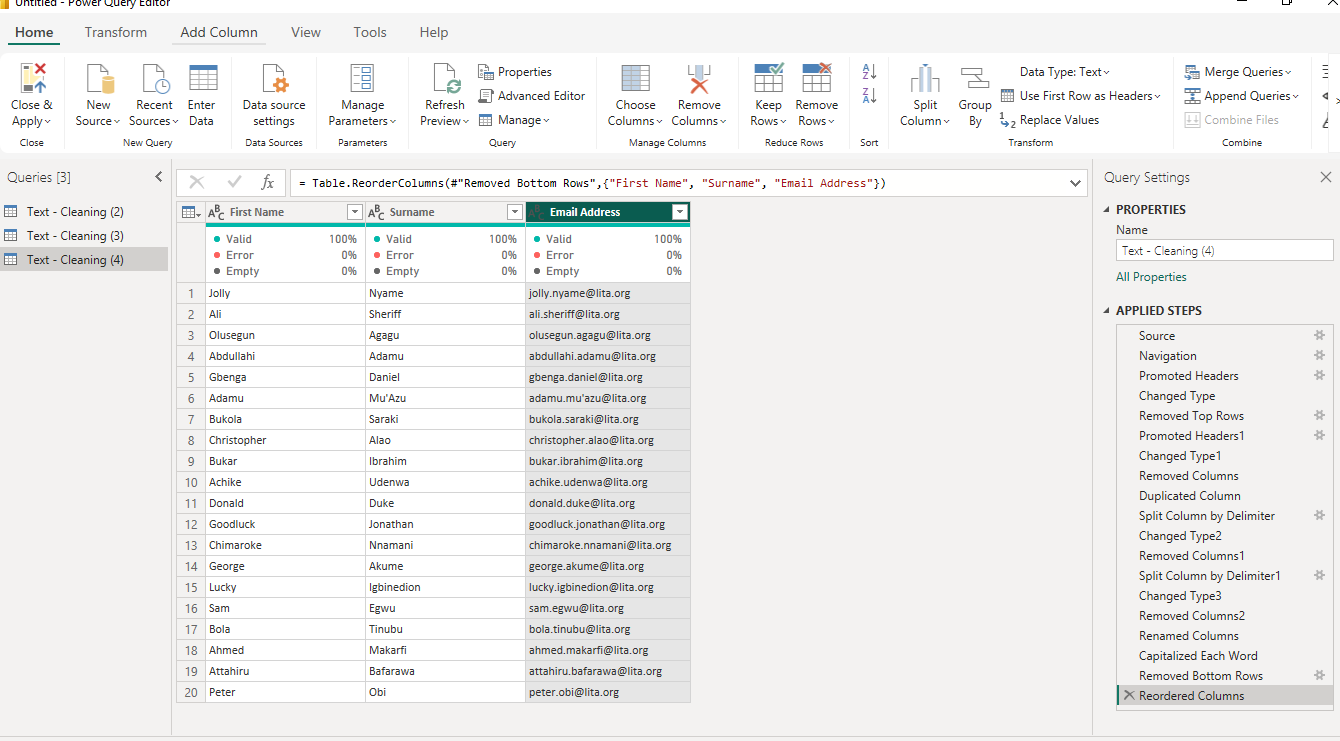 Untitled - Power Query Editor
Home Transform Add Column View Tools Help
Close & Apply
Close
New Source
Recent Sources
Enter Data
New Query
Data source settings
Data Sources
Manage Parameters
Parameters
Refresh Preview
Properties
Advanced Editor
Manage
Query
Choose Columns
Remove Columns
Manage Columns
Keep Rows
Remove Rows
Reduce Rows
Sort
Split Column
Group By
Data Type: Text
Use First Row as Headers
Replace Values
Transform
Merge Queries
Append Queries
Combine Files
Combine
Queries [3]
Text - Cleaning (2)
Text - Cleaning (3)
Text - Cleaning (4)
fx = Table.ReorderColumns(#"Removed Bottom Rows",{"First Name", "Surname", "Email Address"})
ABC First Name ABC Surname ABC Email Address
Valid 100% Valid 100% Valid 100%
Error 0% Error 0% Error 0%
Empty 0% Empty 0% Empty 0%
1 Jolly Nyame jolly.nyame@lita.org
2 Ali Sheriff ali.sheriff@lita.org
3 Olusegun Agagu olusegun.agagu@lita.org
4 Abdullahi Adamu abdullahi.adamu@lita.org
5 Gbenga Daniel gbenga.daniel@lita.org
6 Adamu Mu'Azu adamu.mu'azu@lita.org
7 Bukola Saraki bukola.saraki@lita.org
8 Christopher Alao christopher.alao@lita.org
9 Bukar Ibrahim bukar.ibrahim@lita.org
10 Achike Udenwa achike.udenwa@lita.org
11 Donald Duke donald.duke@lita.org
12 Goodluck Jonathan goodluck.jonathan@lita.org
13 Chimaroke Nnamani chimaroke.nnamani@lita.org
14 George Akume george.akume@lita.org
15 Lucky Igbinedion lucky.igbinedion@lita.org
16 Sam Egwu sam.egwu@lita.org
17 Bola Tinubu bola.tinubu@lita.org
18 Ahmed Makarfi ahmed.makarfi@lita.org
19 Attahiru Bafarawa attahiru.bafarawa@lita.org
20 Peter Obi peter.obi@lita.org
Query Settings
PROPERTIES
Name
Text - Cleaning (4)
All Properties
APPLIED STEPS
Source
Navigation
Promoted Headers
Changed Type
Removed Top Rows
Promoted Headers1
Changed Type1
Removed Columns
Duplicated Column
Split Column by Delimiter
Changed Type2
Removed Columns1
Split Column by Delimiter1
Changed Type3
Removed Columns2
Renamed Columns
Capitalized Each Word
Removed Bottom Rows
Reordered Columns